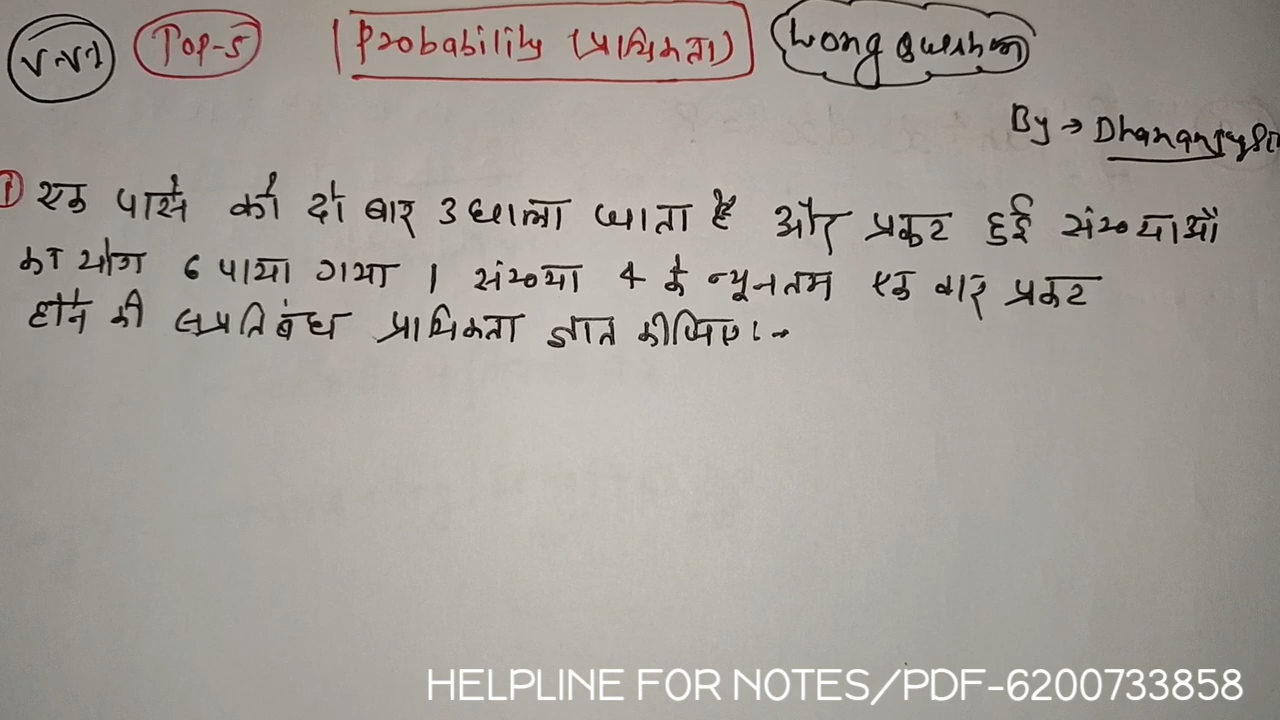 V.V.I Top-5 Probability (प्रायिकता) Long Question
By → Dhananjay Sir
1 एक पासे को दो बार उछाला जाता है और प्रकट हुई संख्याओं
का योग 6 पाया गया । संख्या 4 के न्यूनतम एक बार प्रकट
होने की सप्रतिबंध प्रायिकता ज्ञात कीजिए।→
HELPLINE FOR NOTES/PDF-6200733858